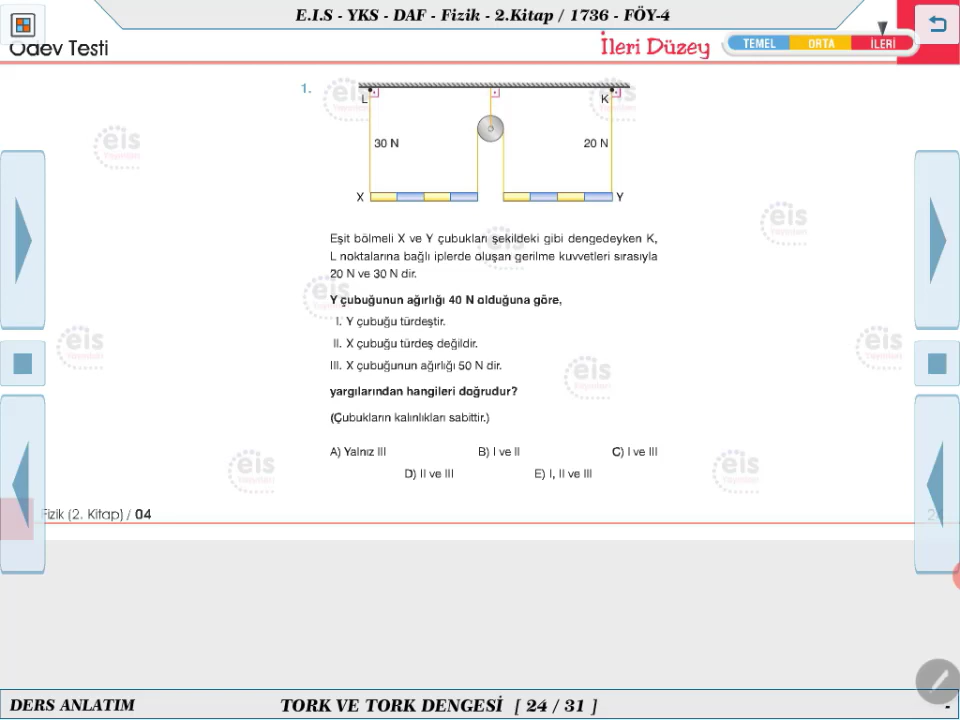 E.I.S - YKS - DAF - Fizik - 2.Kitap / 1736 - FÖY-4
Ödev Testi
İleri Düzey
TEMEL
ORTA
İLERİ
1.
L
K
30 N
20 N
X
Y
Eşit bölmeli X ve Y çubukları şekildeki gibi dengedeyken K,
L noktalarına bağlı iplerde oluşan gerilme kuvvetleri sırasıyla
20 N ve 30 N dir.
Y çubuğunun ağırlığı 40 N olduğuna göre,
I. Y çubuğu türdeştir.
II. X çubuğu türdeş değildir.
III. X çubuğunun ağırlığı 50 N dir.
yargılarından hangileri doğrudur?
(Çubukların kalınlıkları sabittir.)
A) Yalnız III
B) I ve II
C) I ve III
D) II ve III
E) I, II ve III
eis
Yayınları
Fizik (2. Kitap) / 04
DERS ANLATIM
TORK VE TORK DENGESİ [ 24 / 31 ]
-